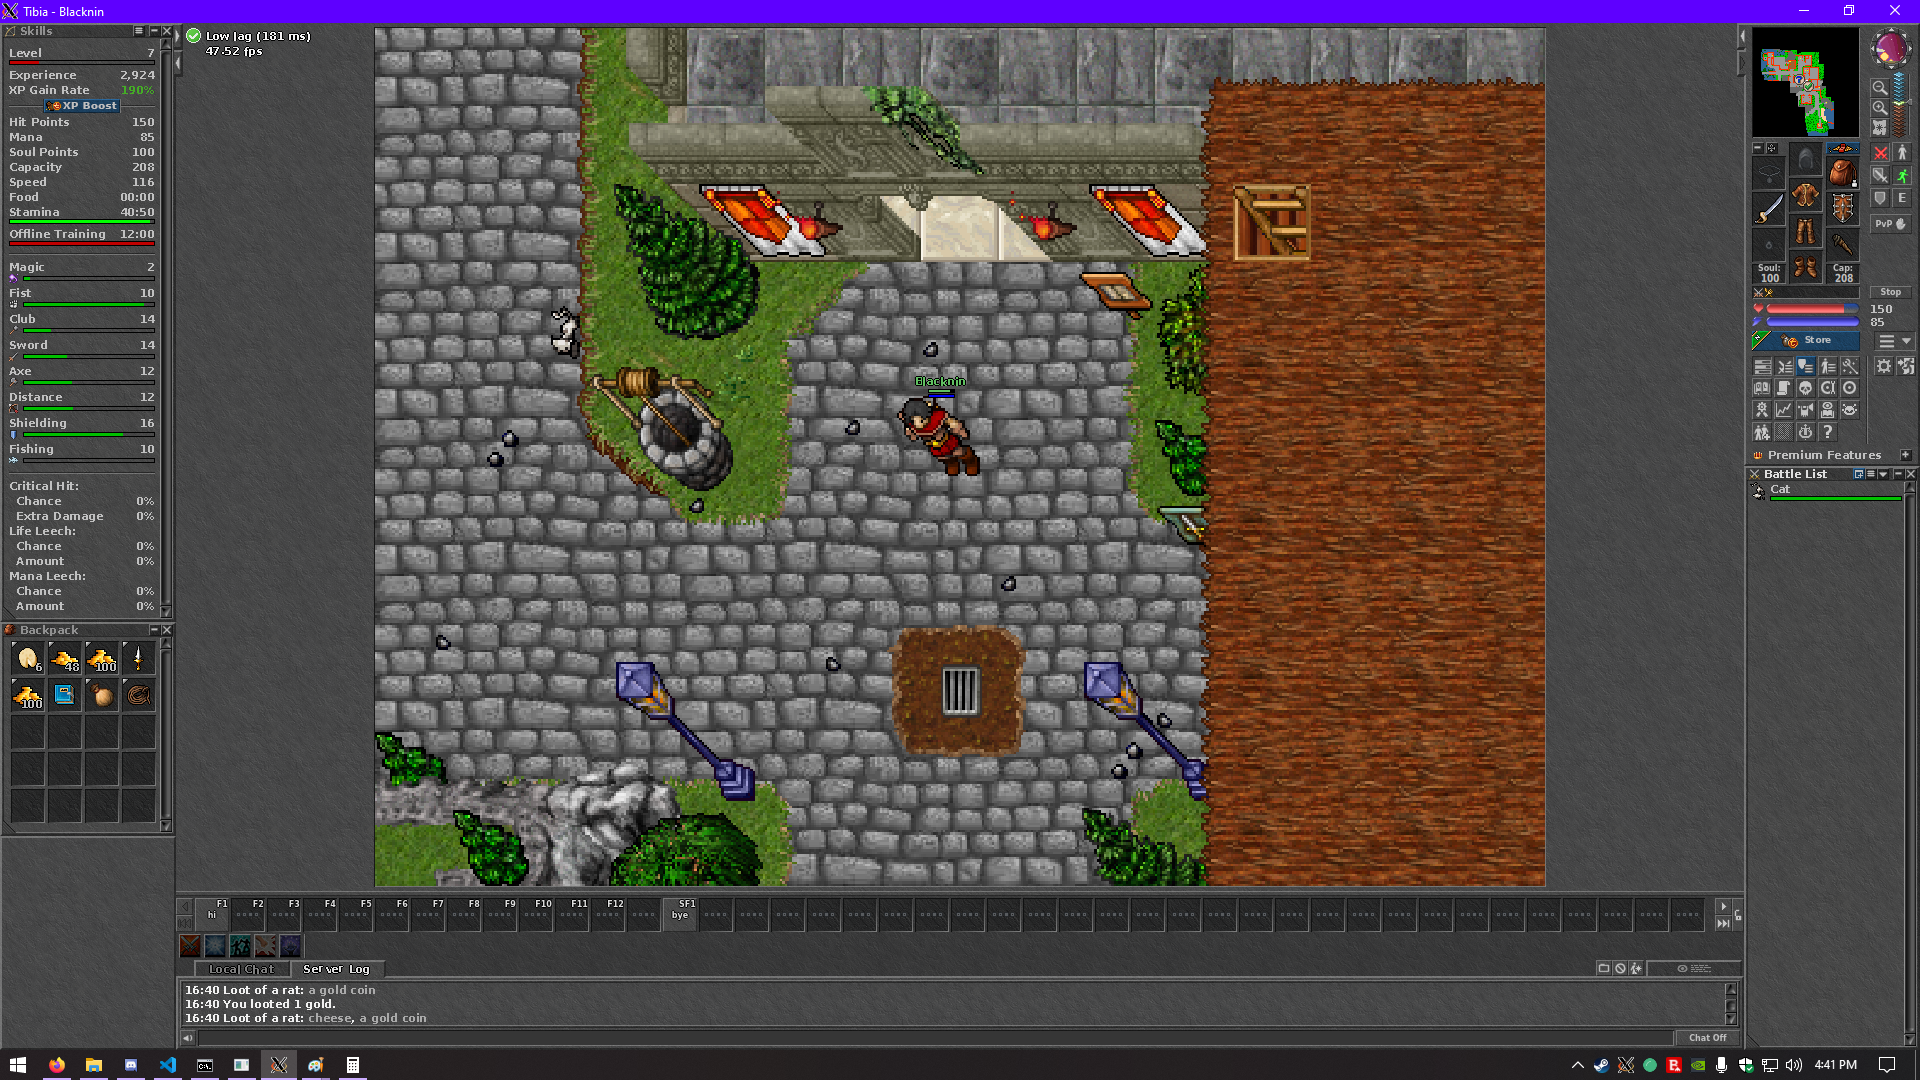 Tibia - Blacknin
Skills
Level 7
Experience 2,924
XP Gain Rate 190%
XP Boost
Hit Points 150
Mana 85
Soul Points 100
Capacity 208
Speed 116
Food 00:00
Stamina 40:50
Offline Training 12:00
Magic 2
Fist 10
Club 14
Sword 14
Axe 12
Distance 12
Shielding 16
Fishing 10
Critical Hit:
Chance 0%
Extra Damage 0%
Life Leech:
Chance 0%
Amount 0%
Mana Leech:
Chance 0%
Amount 0%
Backpack
6 48 100
100
Low lag (181 ms)
47.52 fps
Blacknin
Soul: 100
Cap: 208
PvP
Stop
150
85
Store
Premium Features
Battle List
Cat
F1 F2 F3 F4 F5 F6 F7 F8 F9 F10 F11 F12 SF1
hi bye
Local Chat Server Log
16:40 Loot of a rat: a gold coin
16:40 You looted 1 gold.
16:40 Loot of a rat: cheese, a gold coin
Chat Off
4:41 PM